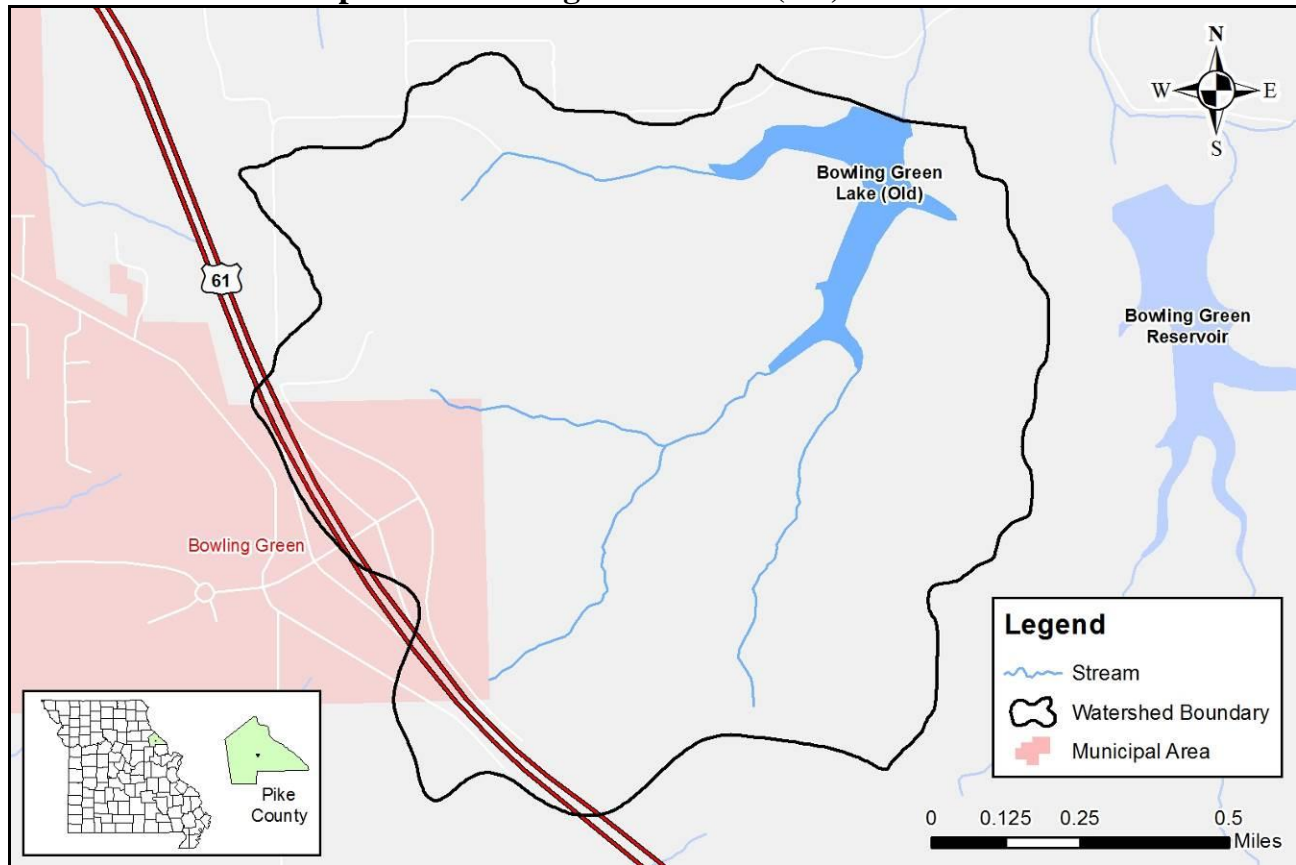 N
W E
S
Bowling Green
Lake (Old)
61
Bowling Green
Reservoir
Bowling Green
Legend
Stream
Watershed Boundary
Municipal Area
Pike
County
0 0.125 0.25 0.5
Miles